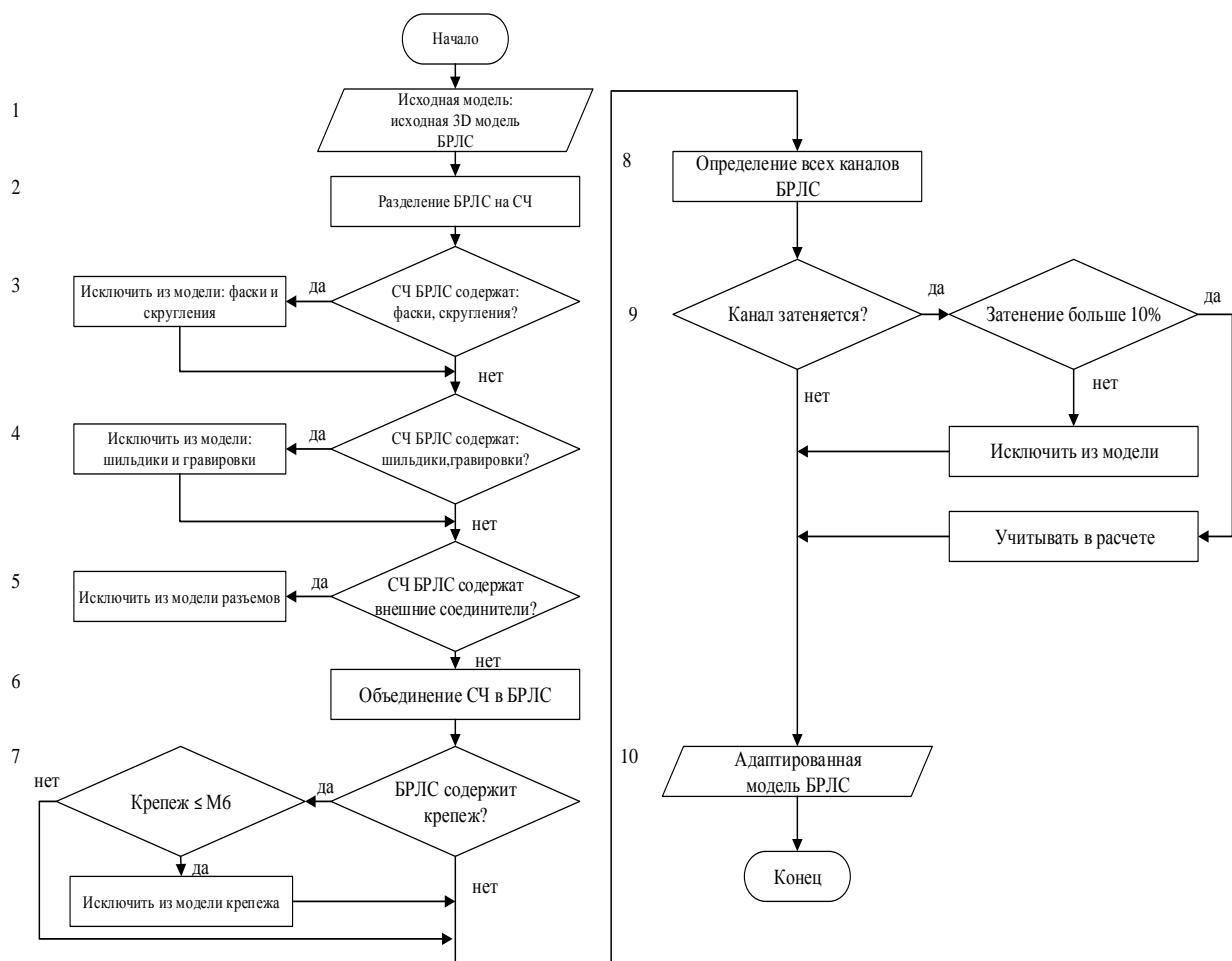 Начало
1
Исходная модель:
исходная 3D модель
БРЛС
2
Разделение БРЛС на СЧ
3
Исключить из модели: фаски и
скругления
да
СЧ БРЛС содержат:
фаски, скругления?
нет
4
Исключить из модели:
шильдики и гравировки
да
СЧ БРЛС содержат:
шильдики,гравировки?
нет
5
Исключить из модели разъемов
да
СЧ БРЛС содержат
внешние соединители?
нет
6
Объединение СЧ в БРЛС
7
нет
Крепеж ≤ М6
да
БРЛС содержит
крепеж?
да
нет
Исключить из модели крепежа
8
Определение всех каналов
БРЛС
9
Канал затеняется?
да
Затенение больше 10%
да
нет
нет
Исключить из модели
Учитывать в расчете
10
Адаптированная
модель БРЛС
Конец